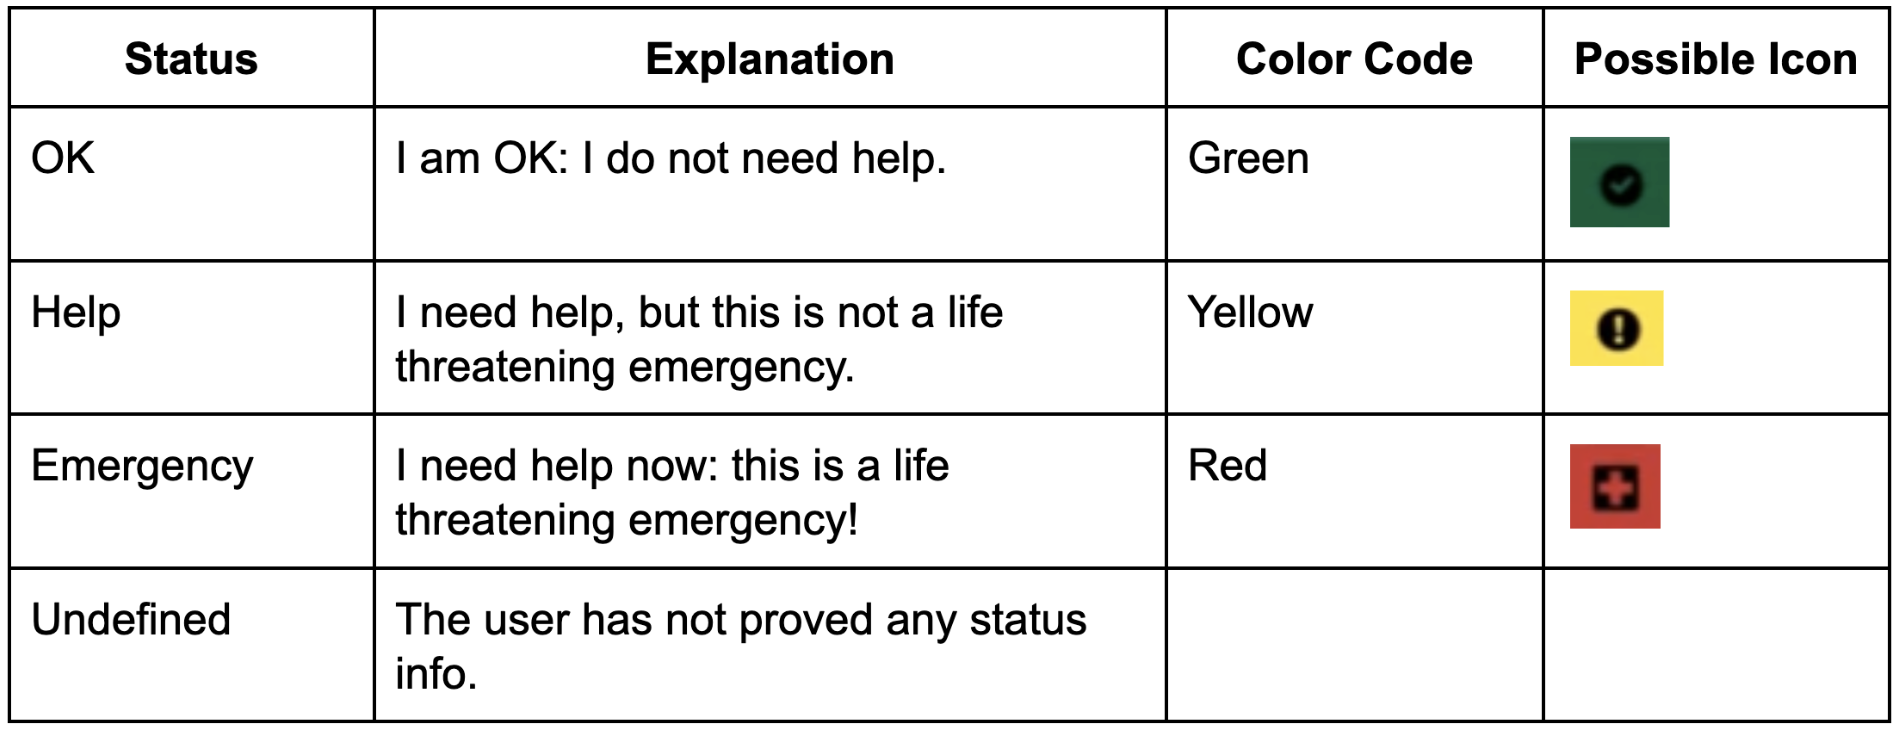 Status Explanation Color Code Possible Icon
OK I am OK: I do not need help. Green
Help I need help, but this is not a life Yellow
threatening emergency.
Emergency I need help now: this is a life Red
threatening emergency!
Undefined The user has not proved any status
info.